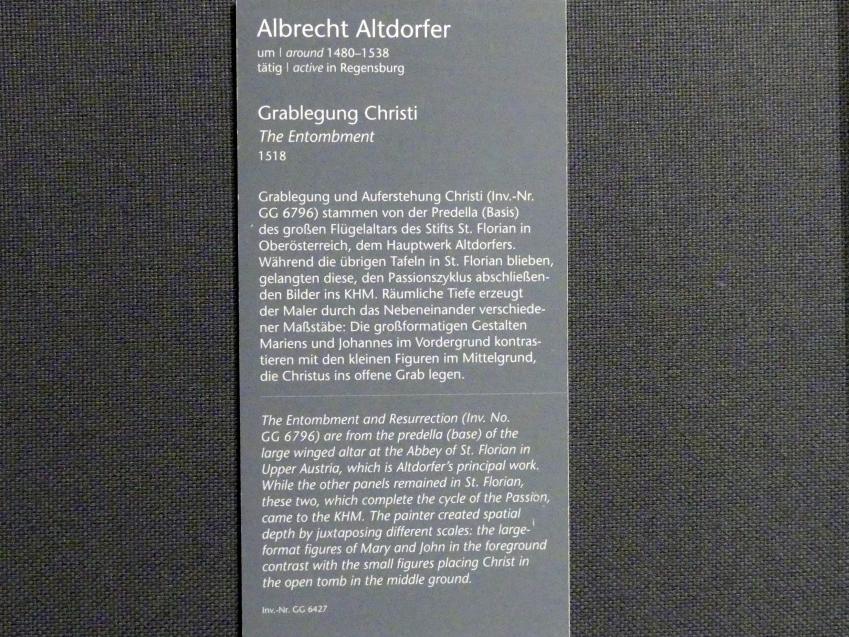 Albrecht Altdorfer
um | around 1480–1538
tätig | active in Regensburg
Grablegung Christi
The Entombment
1518
Grablegung und Auferstehung Christi (Inv.-Nr.
GG 6796) stammen von der Predella (Basis)
des großen Flügelaltars des Stifts St. Florian in
Oberösterreich, dem Hauptwerk Altdorfers.
Während die übrigen Tafeln in St. Florian blieben,
gelangten diese, den Passionszyklus abschließen-
den Bilder ins KHM. Räumliche Tiefe erzeugt
der Maler durch das Nebeneinander verschiede-
ner Maßstäbe: Die großformatigen Gestalten
Mariens und Johannes im Vordergrund kontras-
tieren mit den kleinen Figuren im Mittelgrund,
die Christus ins offene Grab legen.
The Entombment and Resurrection (Inv. No.
GG 6796) are from the predella (base) of the
large winged altar at the Abbey of St. Florian in
Upper Austria, which is Altdorfer's principal work.
While the other panels remained in St. Florian,
these two, which complete the cycle of the Passion,
came to the KHM. The painter created spatial
depth by juxtaposing different scales: the large-
format figures of Mary and John in the foreground
contrast with the small figures placing Christ in
the open tomb in the middle ground.
Inv.-Nr. GG 6427